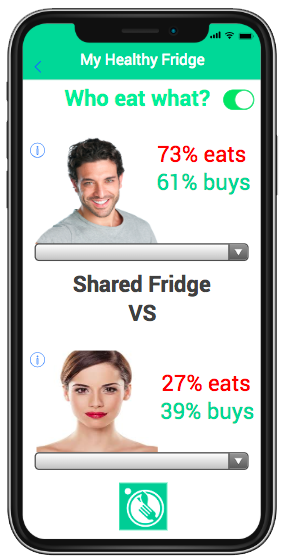 My Healthy Fridge
Who eat what?
73% eats
61% buys
Shared Fridge
VS
27% eats
39% buys